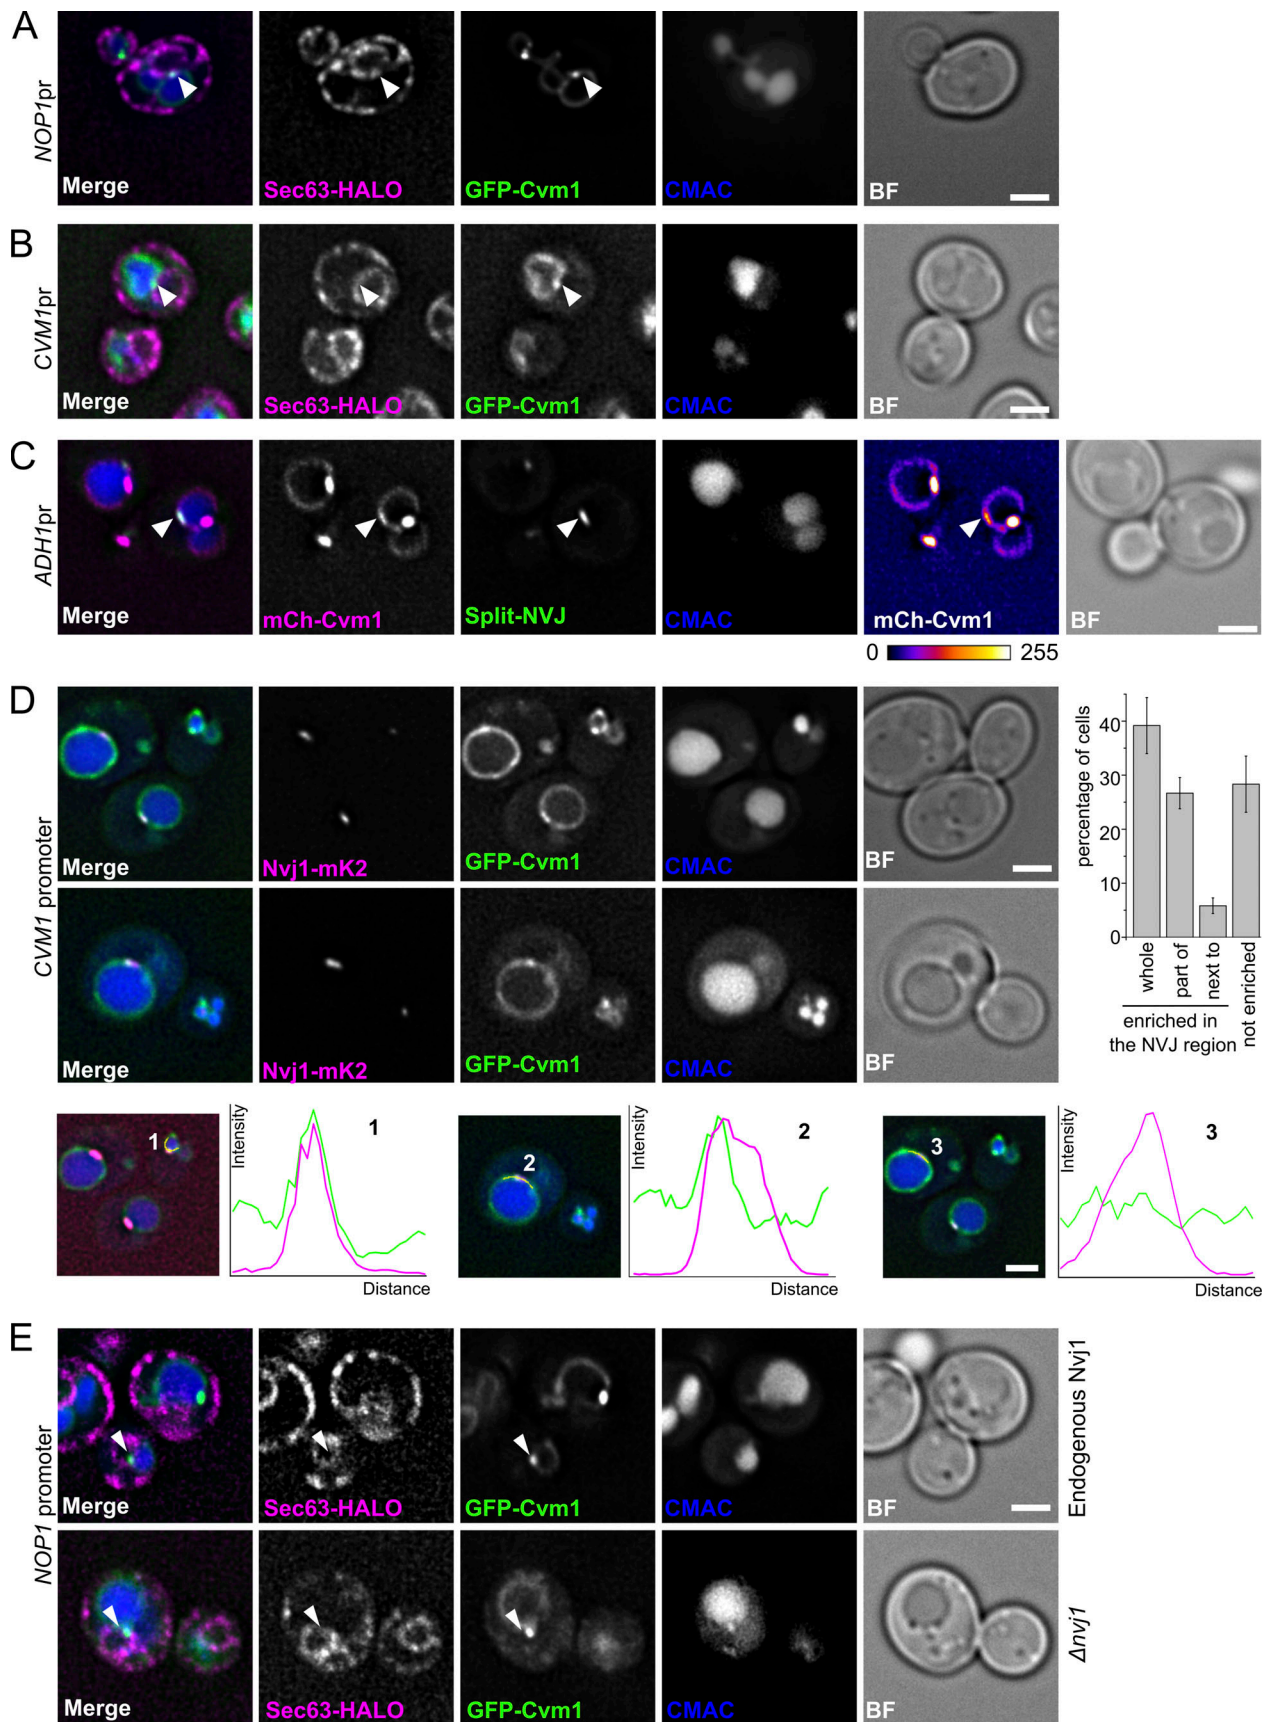 A
NOP1pr
Merge
Sec63-HALO
GFP-Cvm1
CMAC
BF
B
CVM1pr
Merge
Sec63-HALO
GFP-Cvm1
CMAC
BF
C
ADH1pr
Merge
mCh-Cvm1
Split-NVJ
CMAC
mCh-Cvm1
0
255
BF
D
CVM1 promoter
Merge
Nvj1-mK2
GFP-Cvm1
CMAC
BF
Merge
Nvj1-mK2
GFP-Cvm1
CMAC
BF
percentage of cells
40
30
20
10
0
whole
part of
next to
not enriched
enriched in
the NVJ region
1
Intensity
1
Distance
2
Intensity
2
Distance
3
Intensity
3
Distance
E
NOP1 promoter
Merge
Sec63-HALO
GFP-Cvm1
CMAC
BF
Endogenous Nvj1
Merge
Sec63-HALO
GFP-Cvm1
CMAC
BF
Δnvj1